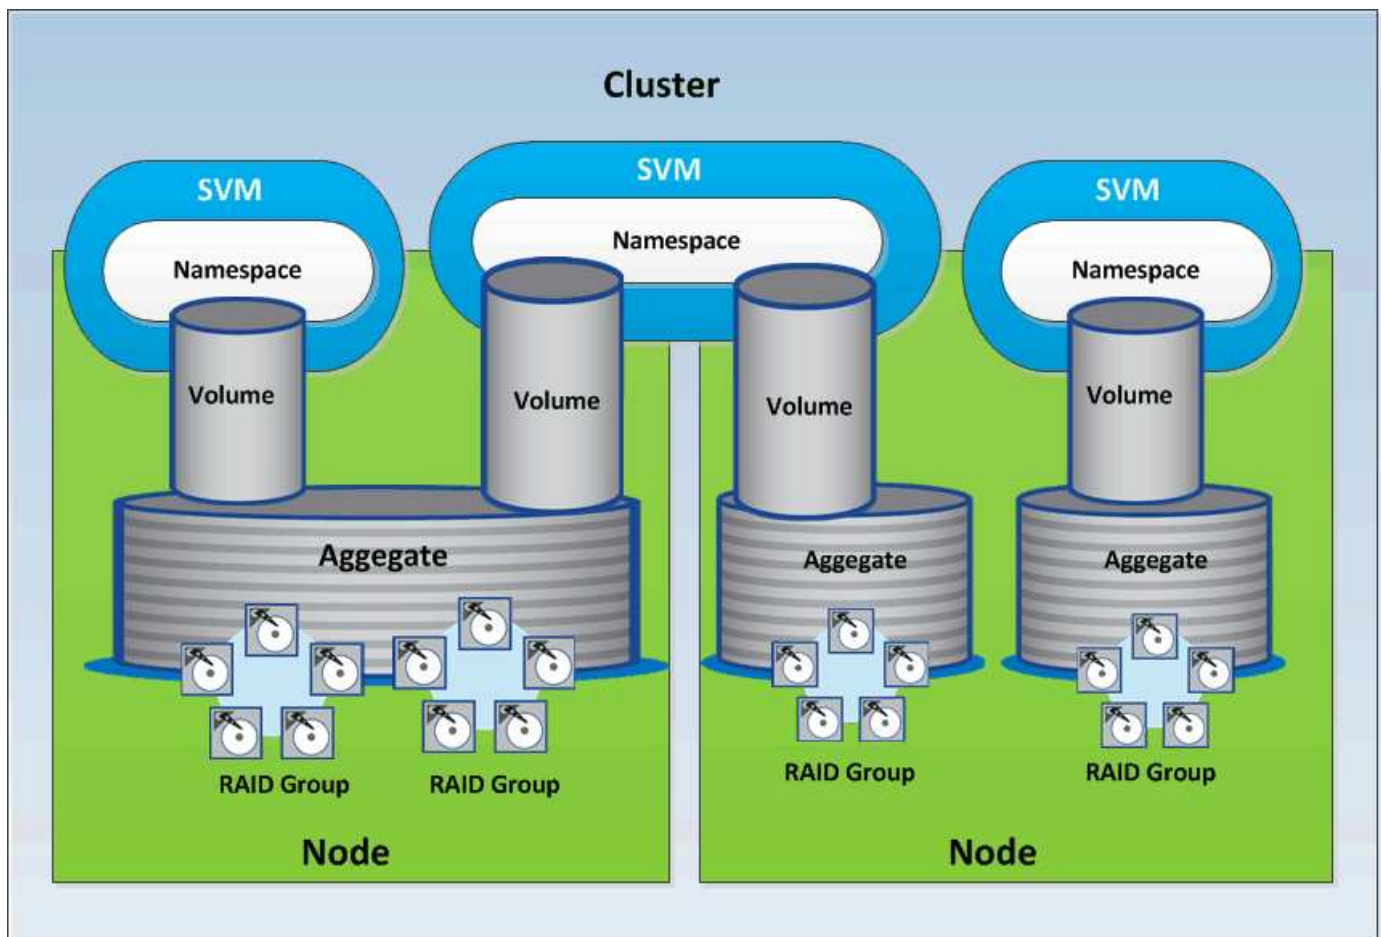 Cluster
SVM
SVM
SVM
Namespace
Namespace
Namespace
Volume
Volume
Volume
Volume
Aggegate
Aggegate
Aggegate
RAID Group
RAID Group
RAID Group
RAID Group
Node
Node